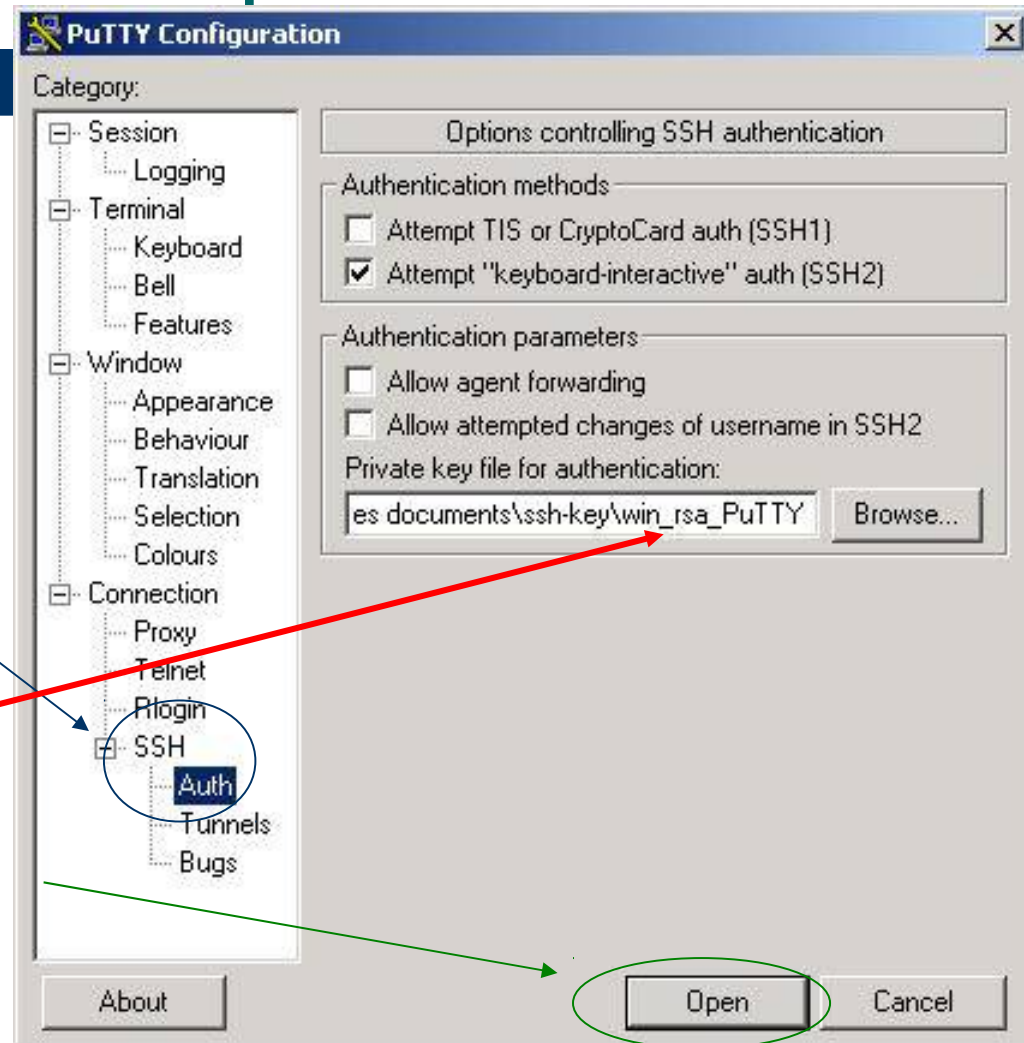 PuTTY Configuration
Category:
Session
Logging
Terminal
Keyboard
Bell
Features
Window
Appearance
Behaviour
Translation
Selection
Colours
Connection
Proxy
Telnet
Rlogin
SSH
Auth
Tunnels
Bugs
Options controlling SSH authentication
Authentication methods
Attempt TIS or CryptoCard auth (SSH1)
Attempt "keyboard-interactive" auth (SSH2)
Authentication parameters
Allow agent forwarding
Allow attempted changes of username in SSH2
Private key file for authentication:
es documents\ssh-key\win_rsa_PuTTY
Browse...
About
Open
Cancel